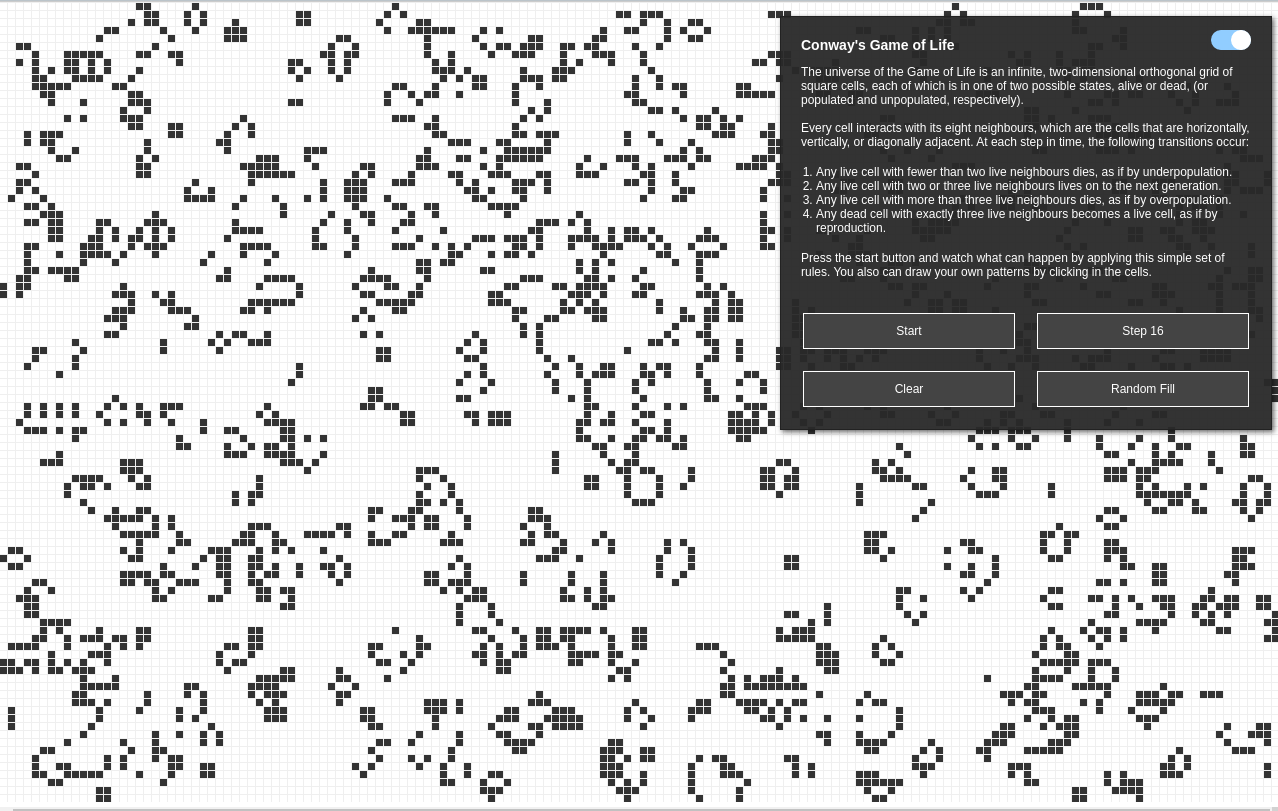 Conway's Game of Life
The universe of the Game of Life is an infinite, two-dimensional orthogonal grid of
square cells, each of which is in one of two possible states, alive or dead, (or
populated and unpopulated, respectively).
Every cell interacts with its eight neighbours, which are the cells that are horizontally,
vertically, or diagonally adjacent. At each step in time, the following transitions occur:
1. Any live cell with fewer than two live neighbours dies, as if by underpopulation.
2. Any live cell with two or three live neighbours lives on to the next generation.
3. Any live cell with more than three live neighbours dies, as if by overpopulation.
4. Any dead cell with exactly three live neighbours becomes a live cell, as if by
reproduction.
Press the start button and watch what can happen by applying this simple set of
rules. You also can draw your own patterns by clicking in the cells.
Start
Step 16
Clear
Random Fill